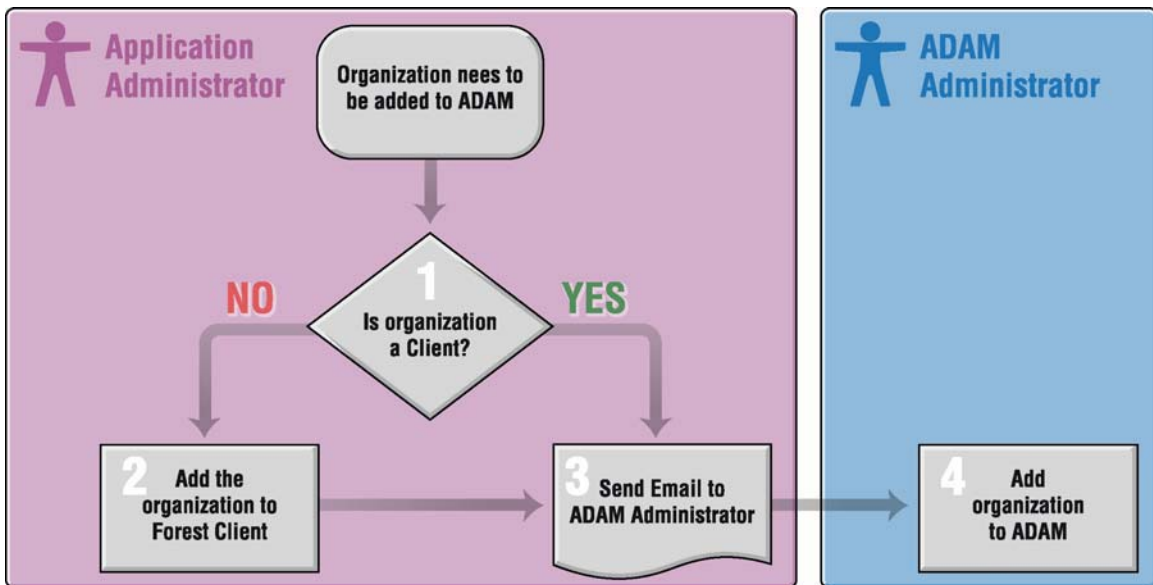 Application
Administrator
Organization nees to
be added to ADAM
ADAM
Administrator
1
Is organization
a Client?
NO
YES
2
Add the
organization to
Forest Client
3
Send Email to
ADAM Administrator
4
Add
organization
to ADAM